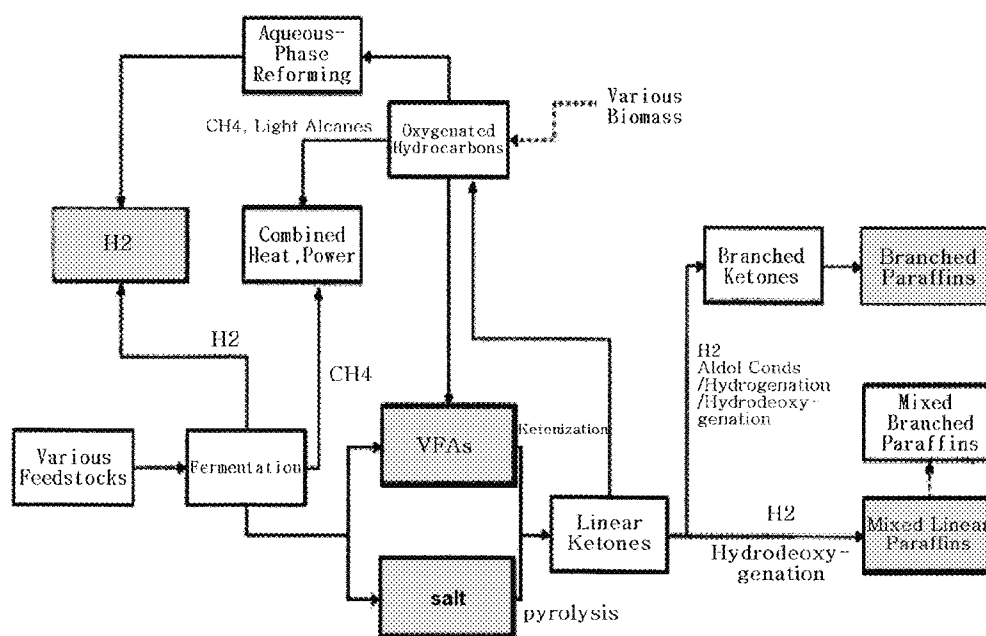 Aqueous-
Phase
Reforming
Various
Biomass
CH4, Light Alcanes
Oxygenated
Hydrocarbons
H2
Combined
Heat,Power
Branched
Ketones
Branched
Paraffins
H2
CH4
H2
Aldol Conds
/Hydrogenation
/Hydrodeoxy-
genation
Mixed
Branched
Paraffins
Various
Feedstocks
Fermentation
VFAs
Ketenization
Linear
Ketones
H2
Hydrodeoxy-
genation
Mixed Linear
Paraffins
salt
pyrolysis